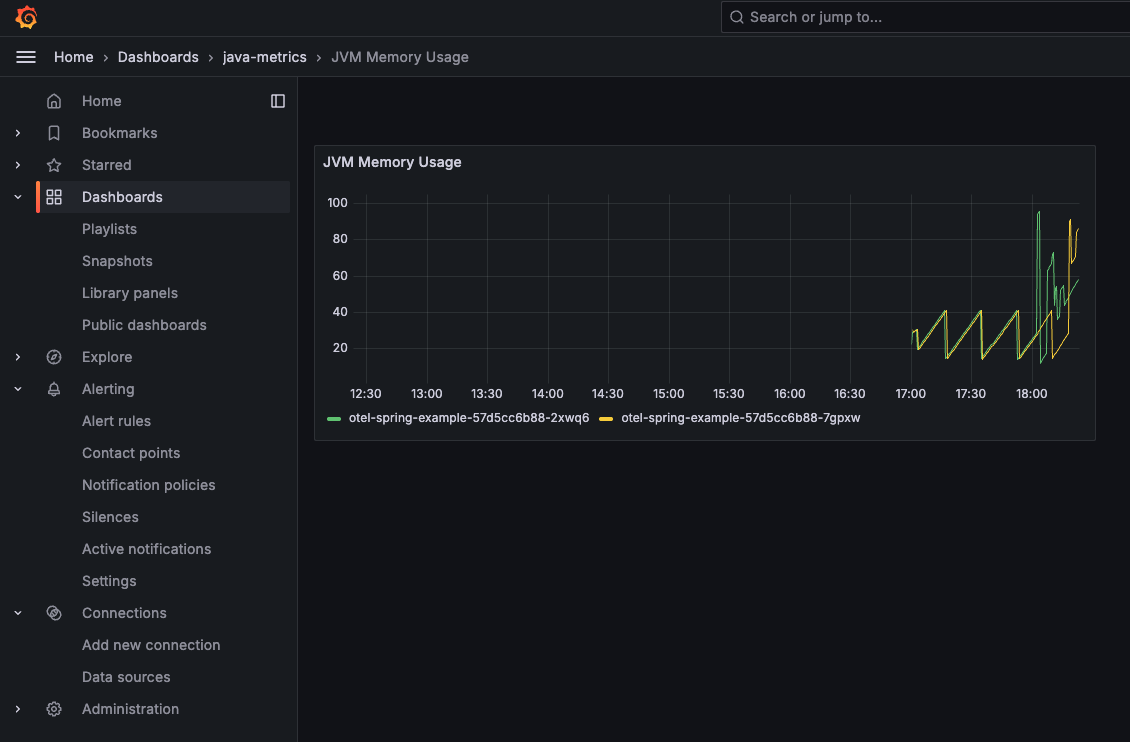 Search or jump to...
Home › Dashboards › java-metrics › JVM Memory Usage
Home
Bookmarks
Starred
Dashboards
Playlists
Snapshots
Library panels
Public dashboards
Explore
Alerting
Alert rules
Contact points
Notification policies
Silences
Active notifications
Settings
Connections
Add new connection
Data sources
Administration
JVM Memory Usage
100
80
60
40
20
12:30 13:00 13:30 14:00 14:30 15:00 15:30 16:00 16:30 17:00 17:30 18:00
otel-spring-example-57d5cc6b88-2xwq6 otel-spring-example-57d5cc6b88-7gpxw